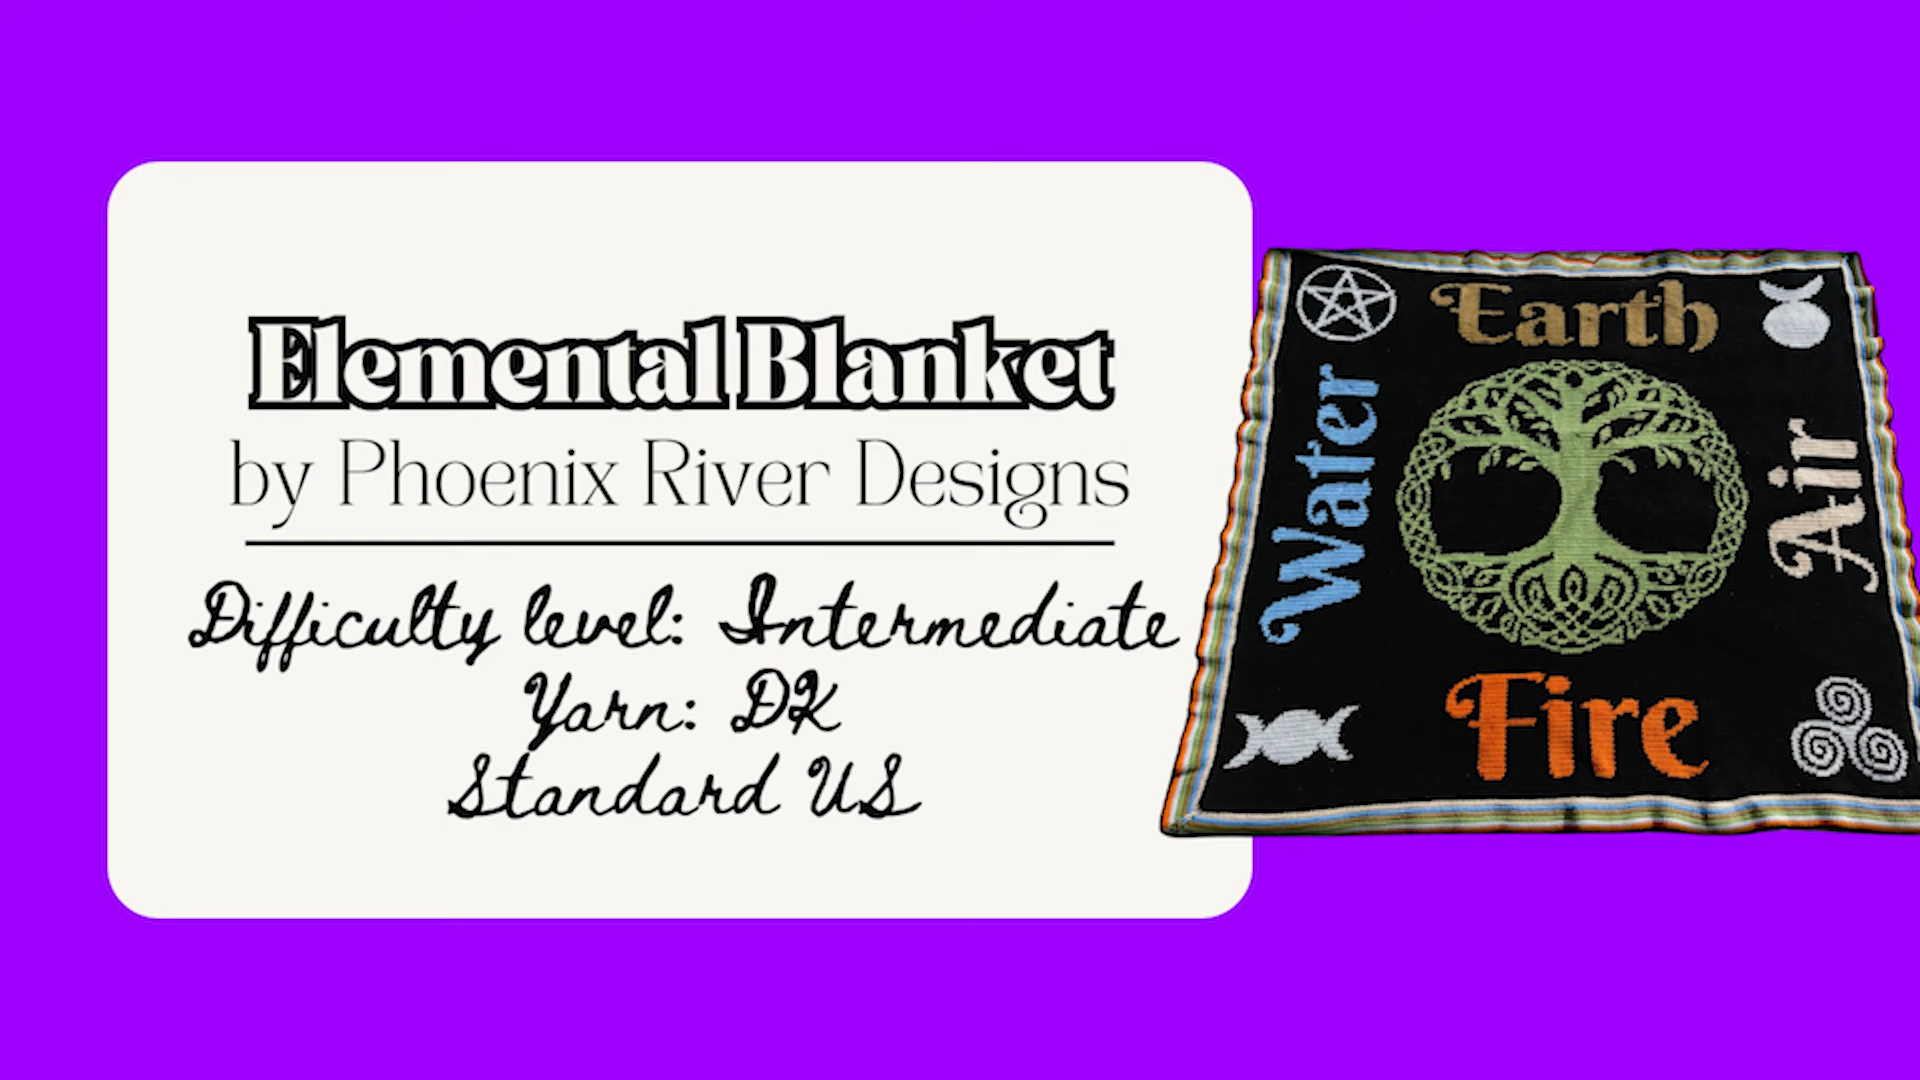 Elemental Blanket
by Phoenix River Designs
Difficulty level: Intermediate
Yarn: DK
Standard US
Earth
Water
Air
Fire